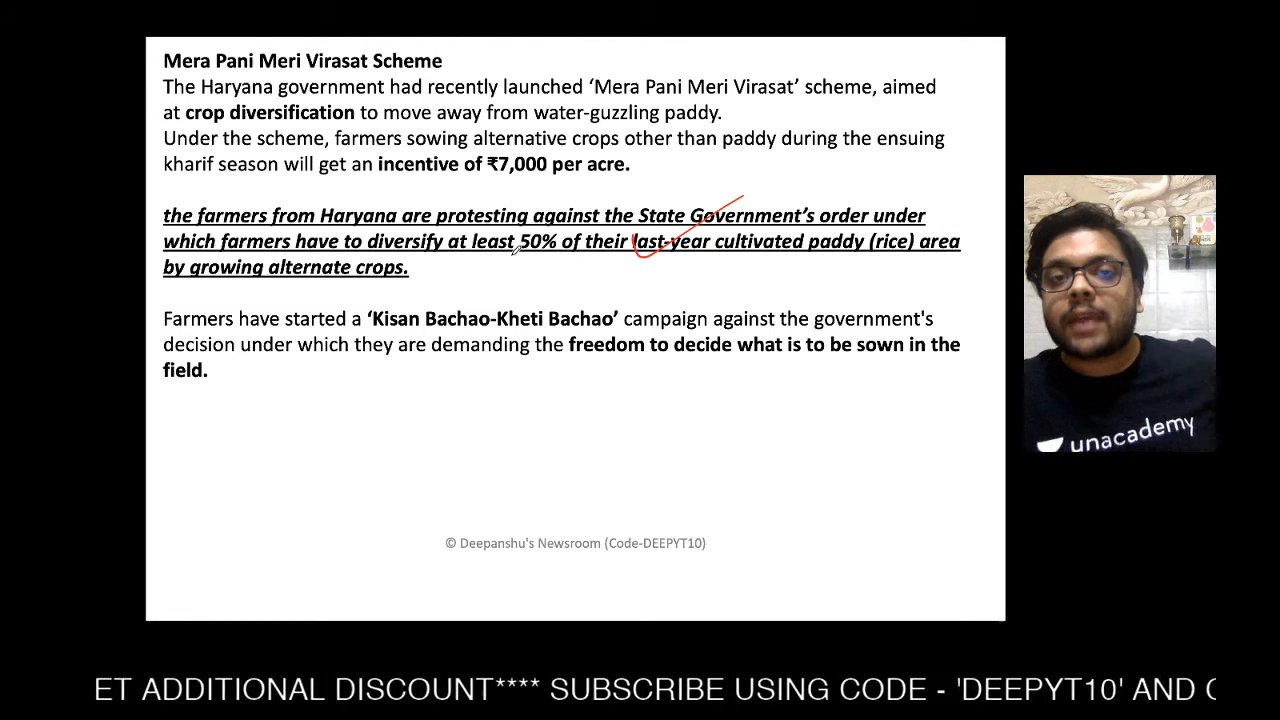 Mera Pani Meri Virasat Scheme
The Haryana government had recently launched ‘Mera Pani Meri Virasat’ scheme, aimed
at crop diversification to move away from water-guzzling paddy.
Under the scheme, farmers sowing alternative crops other than paddy during the ensuing
kharif season will get an incentive of ₹7,000 per acre.
the farmers from Haryana are protesting against the State Government’s order under
which farmers have to diversify at least 50% of their last-year cultivated paddy (rice) area
by growing alternate crops.
Farmers have started a ‘Kisan Bachao-Kheti Bachao’ campaign against the government's
decision under which they are demanding the freedom to decide what is to be sown in the
field.
unacademy
© Deepanshu's Newsroom (Code-DEEPYT10)
ET ADDITIONAL DISCOUNT**** SUBSCRIBE USING CODE - 'DEEPYT10' AND